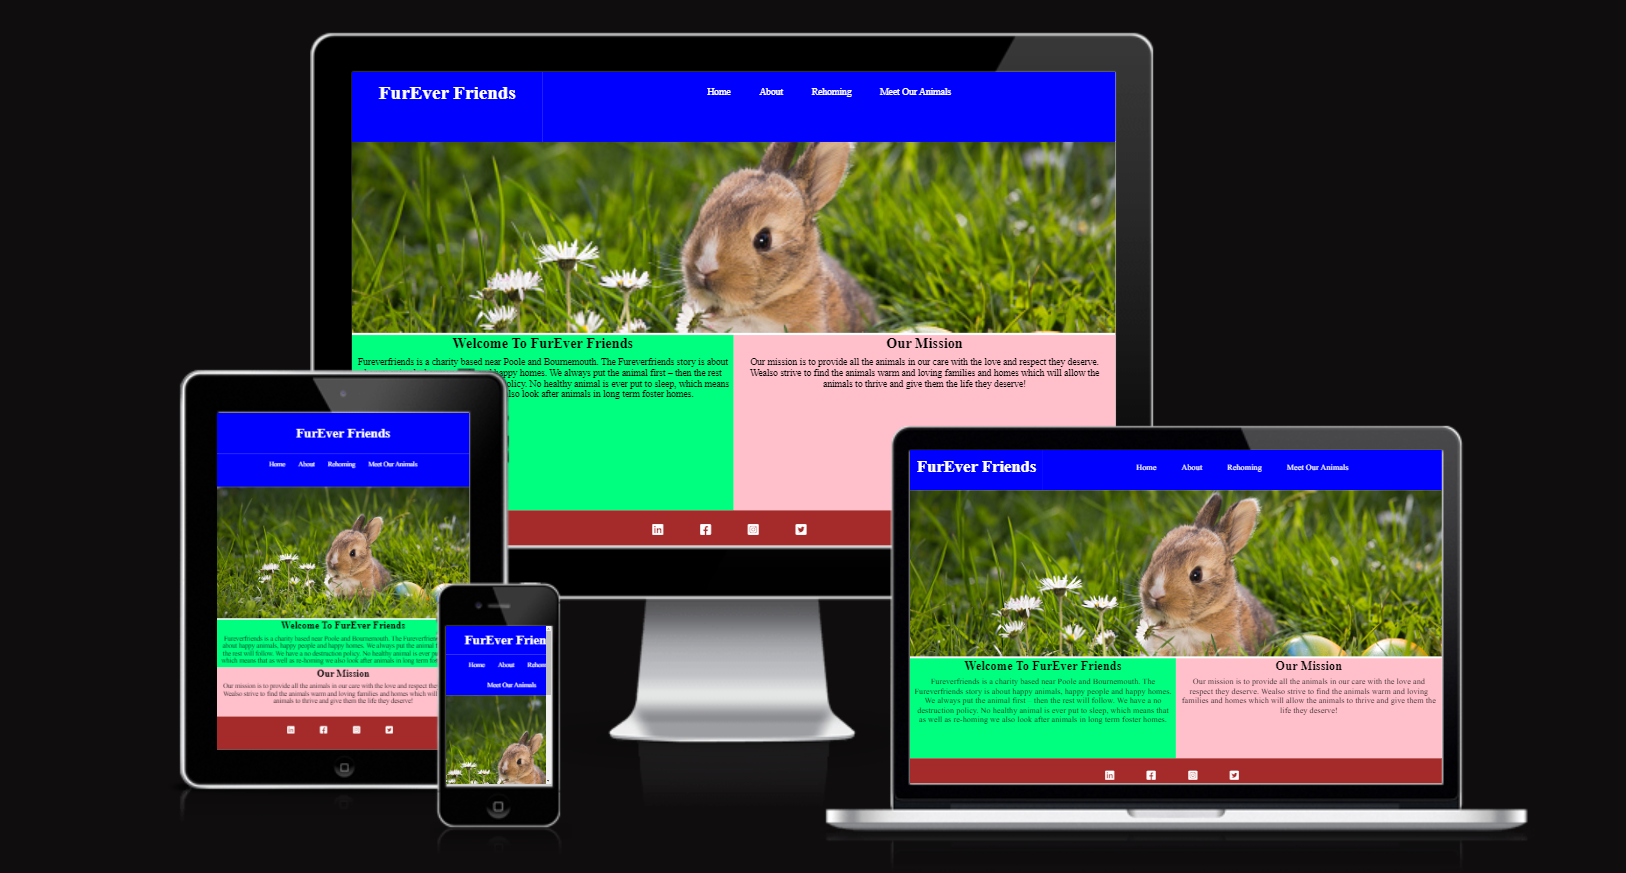 FurEver Friends
Home About Rehoming Meet Our Animals
Welcome To FurEver Friends
Fureverfriends is a charity based near Poole and Bournemouth. The Fureverfriends story is about
happy homes. We always put the animal first – then the rest
policy. No healthy animal is ever put to sleep, which means
also look after animals in long term foster homes.
Our Mission
Our mission is to provide all the animals in our care with the love and respect they deserve.
Wealso strive to find the animals warm and loving families and homes which will allow the
animals to thrive and give them the life they deserve!
FurEver Friends
Home About Rehoming Meet Our Animals
Welcome To FurEver Friends
Fureverfriends is a charity based near Poole and Bournemouth. The
about happy animals, happy people and happy homes. We always put the animal
the rest will follow. We have a no destruction policy. No healthy animal is ever
which means that as well as re-homing we also look after animals in long term
Our Mission
Our mission is to provide all the animals in our care with the love and respect
Wealso strive to find the animals warm and loving families and homes which will
animals to thrive and give them the life they deserve!
FurEver Frien
Home About Rehom
Meet Our Animals
FurEver Friends
Home About Rehoming Meet Our Animals
Welcome To FurEver Friends
Fureverfriends is a charity based near Poole and Bournemouth. The
Fureverfriends story is about happy animals, happy people and happy homes.
We always put the animal first – then the rest will follow. We have a no
destruction policy. No healthy animal is ever put to sleep, which means that
as well as re-homing we also look after animals in long term foster homes.
Our Mission
Our mission is to provide all the animals in our care with the love and
respect they deserve. Wealso strive to find the animals warm and loving
families and homes which will allow the animals to thrive and give them the
life they deserve!